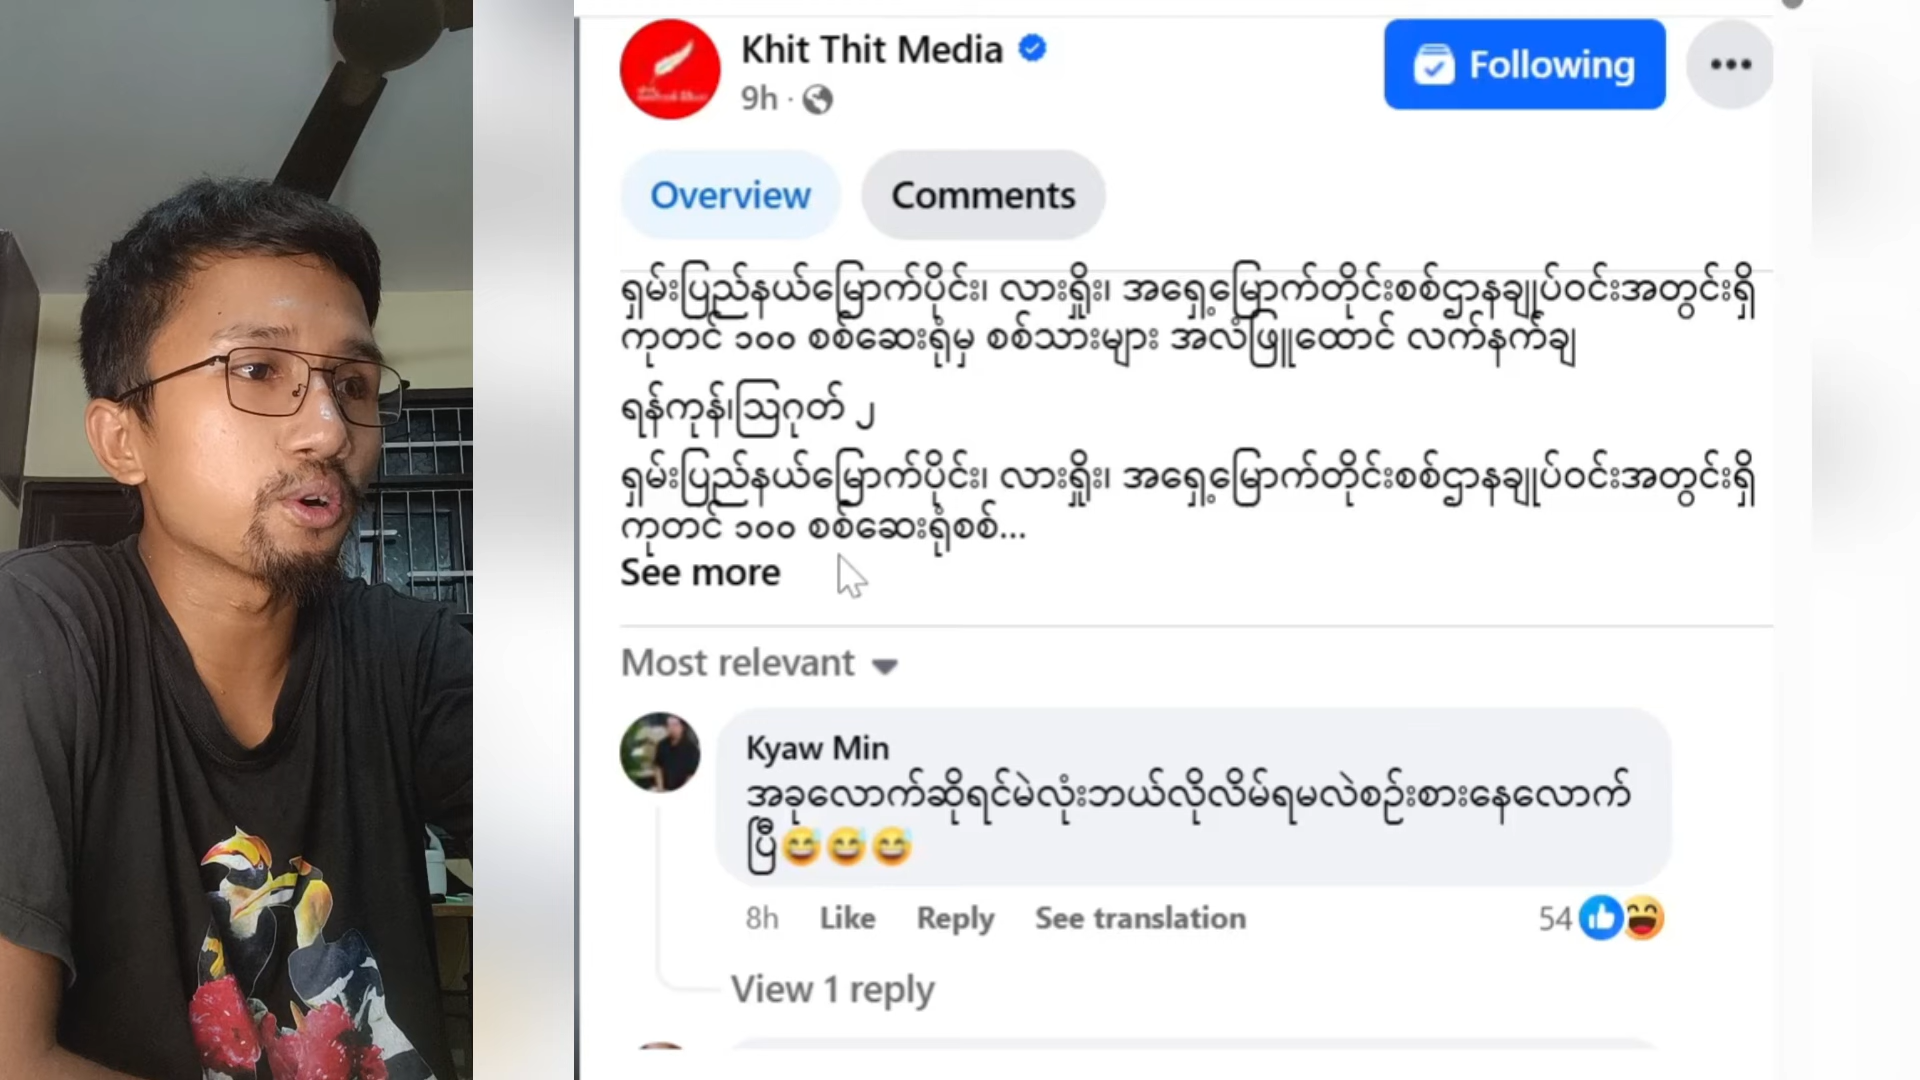 Khit Thit Media
9h
Following
Overview
Comments
ရှမ်းပြည်နယ်မြောက်ပိုင်း၊ လားရှိုး၊ အရှေ့မြောက်တိုင်းစစ်ဌာနချုပ်ဝင်းအတွင်းရှိ
ကုတင် ၁၀၀ စစ်ဆေးရုံမှ စစ်သားများ အလံဖြူထောင် လက်နက်ချ
ရန်ကုန်၊ဩဂုတ် ၂
ရှမ်းပြည်နယ်မြောက်ပိုင်း၊ လားရှိုး၊ အရှေ့မြောက်တိုင်းစစ်ဌာနချုပ်ဝင်းအတွင်းရှိ
ကုတင် ၁၀၀ စစ်ဆေးရုံစစ်...
See more
Most relevant
Kyaw Min
အခုလောက်ဆိုရင်မဲလုံးဘယ်လိုလိမ်ရမလဲစဉ်းစားနေလောက်
ပြီ😅😅😅
8h Like Reply See translation 54
View 1 reply